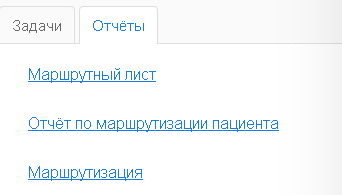 Задачи Отчёты
Маршрутный лист
Отчёт по маршрутизации пациента
Маршрутизация